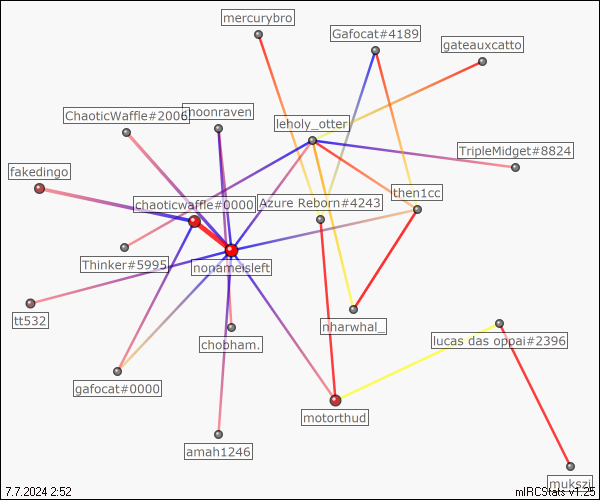 mercurybro
Gafocat#4189
gateauxcatto
ChaoticWaffle#2006
noonraven
leholy_otter
TripleMidget#8824
fakedingo
then1cc
chaoticwaffle#0000
Azure Reborn#4243
Thinker#5995
nonameisleft
tt532
nharwhal_
chobham.
lucas das oppai#2396
gafocat#0000
motorthud
amah1246
mukszi
7.7.2024 2:52
mIRCStats v1.25